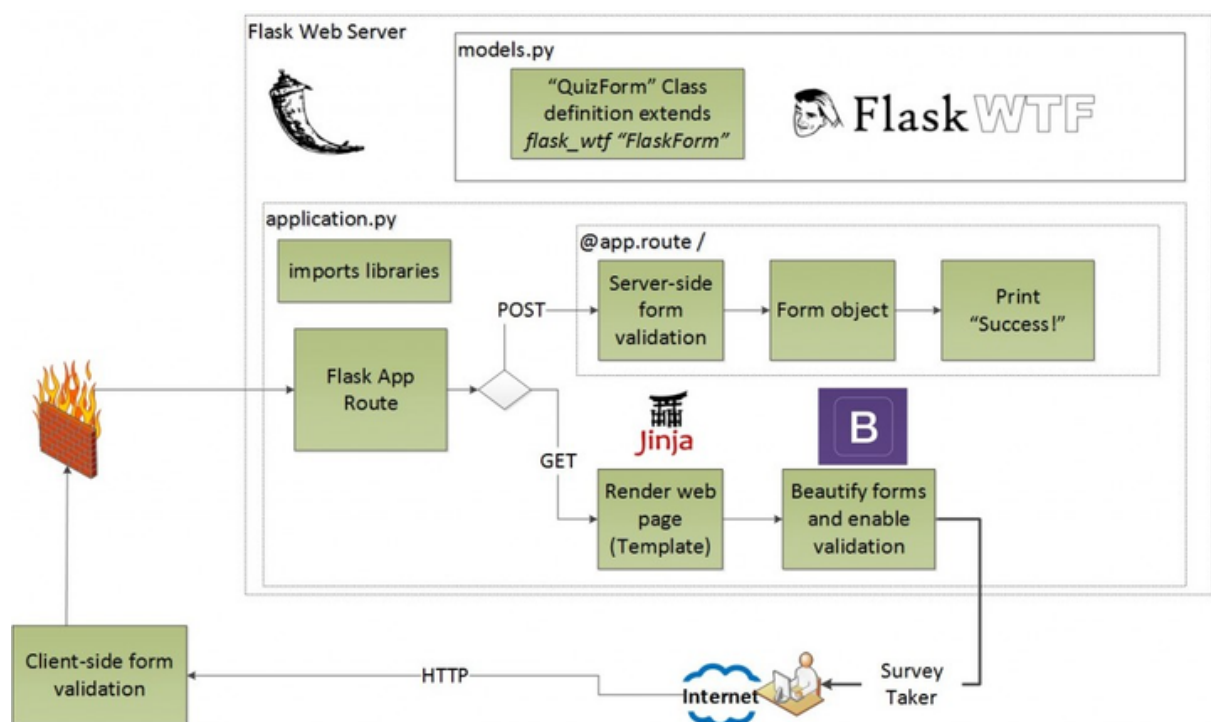 Flask Web Server
models.py
“QuizForm” Class
definition extends
flask_wtf “FlaskForm”
Flask WTF
application.py
imports libraries
@app.route /
Server-side
form
validation
Form object
Print
“Success!”
POST
Flask App
Route
GET
Jinja
B
Render web
page
(Template)
Beautify forms
and enable
validation
Client-side form
validation
HTTP
Internet
Survey
Taker